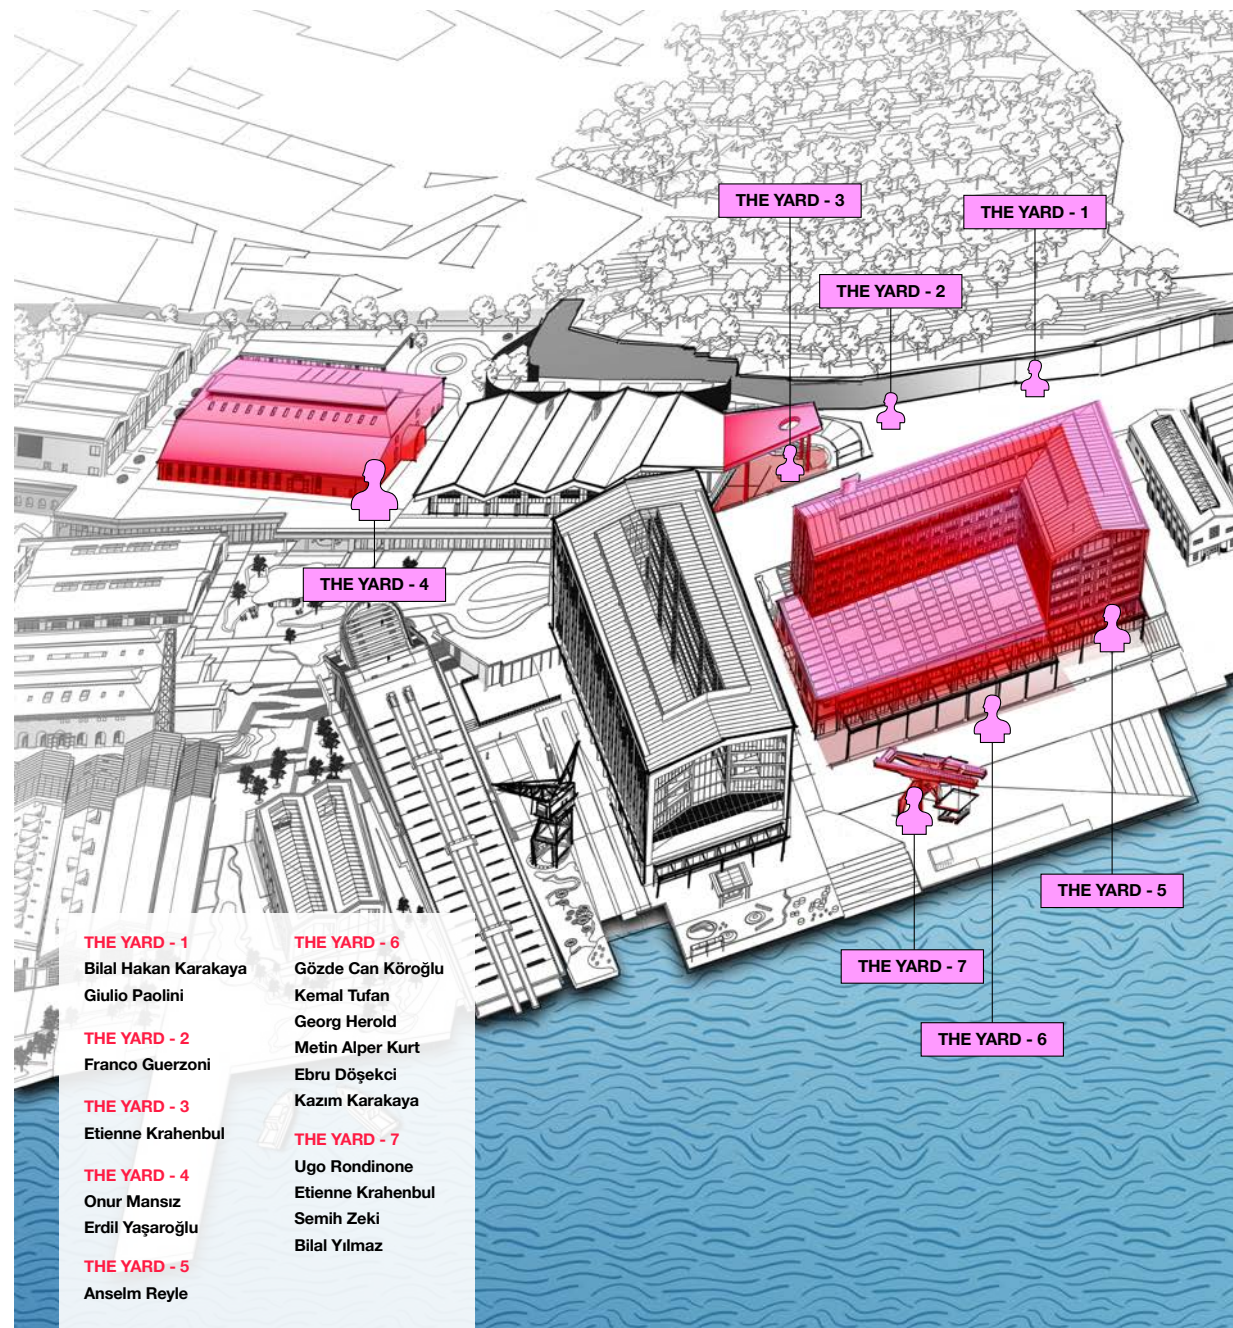 THE YARD - 3
THE YARD - 1
THE YARD - 2
THE YARD - 4
THE YARD - 5
THE YARD - 7
THE YARD - 6
THE YARD - 1
Bilal Hakan Karakaya
Giulio Paolini
THE YARD - 2
Franco Guerzoni
THE YARD - 3
Etienne Krahenbul
THE YARD - 4
Onur Mansız
Erdil Yaşaroğlu
THE YARD - 5
Anselm Reyle
THE YARD - 6
Gözde Can Köroğlu
Kemal Tufan
Georg Herold
Metin Alper Kurt
Ebru Döşekci
Kazım Karakaya
THE YARD - 7
Ugo Rondinone
Etienne Krahenbul
Semih Zeki
Bilal Yılmaz